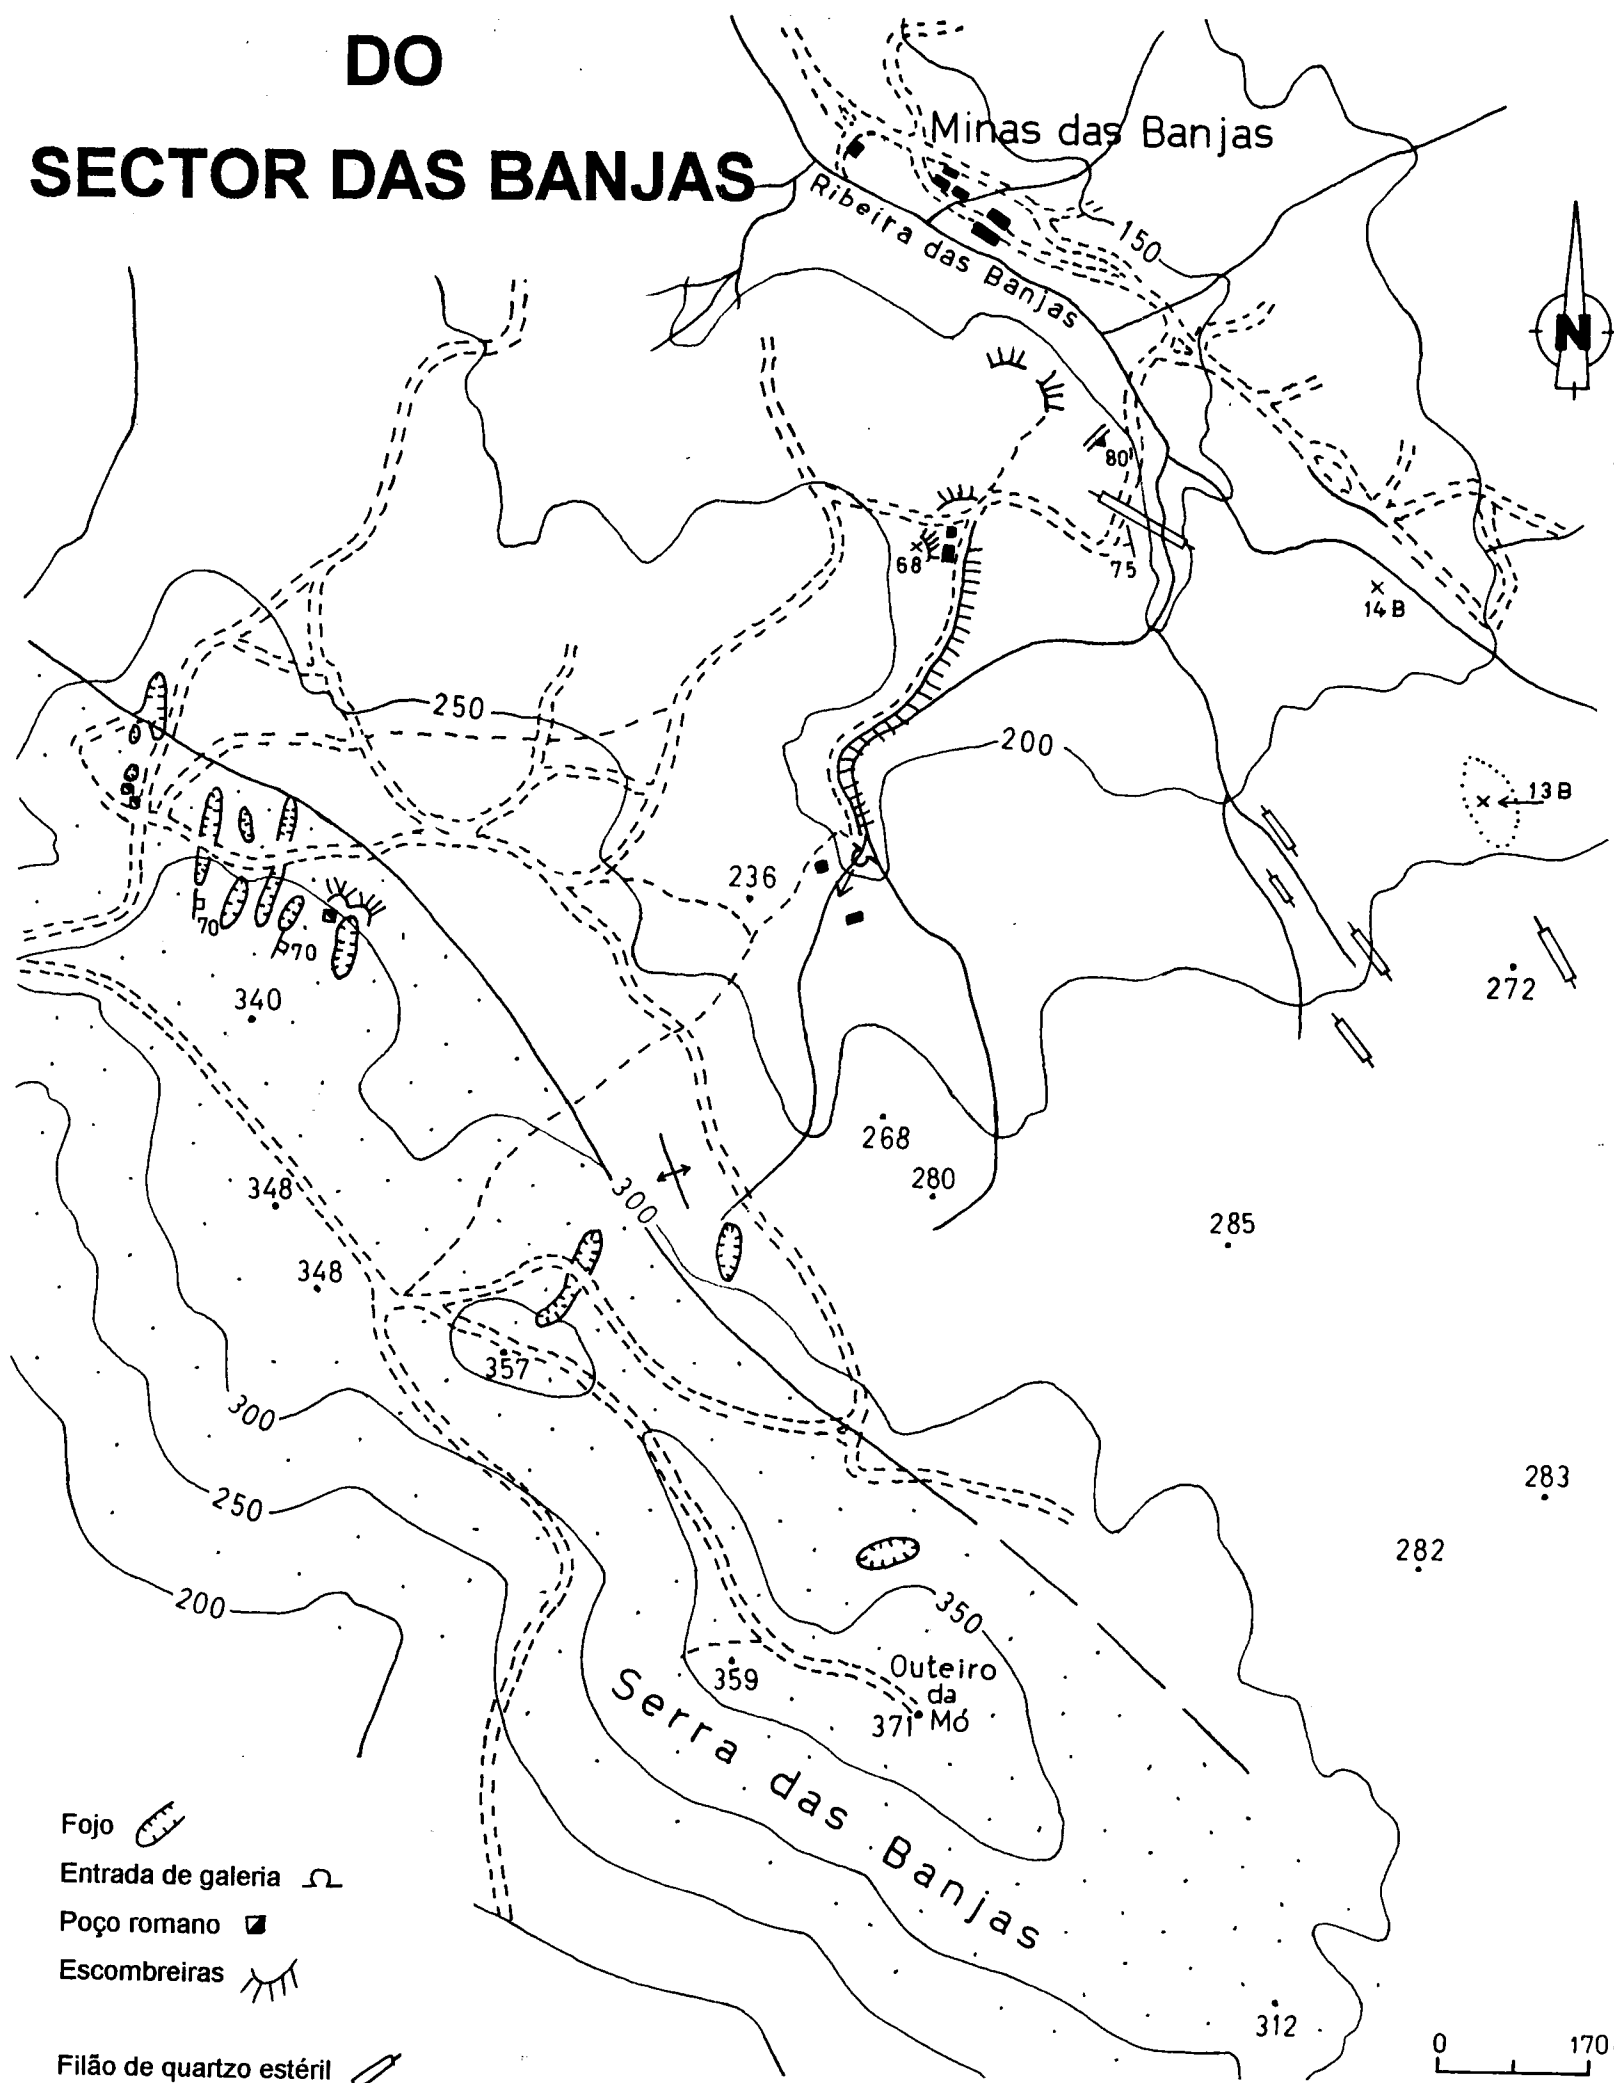 DO
SECTOR DAS BANJAS
Minas das Banjas
Ribeira das Banjas
150
N
80
68
75
14 B
250
200
13 B
236
70
70
272
340
268
280
348
300
285
348
357
300
283
250
282
200
350
359
Outeiro
da
371 Mó
Serra das Banjas
Fojo
Entrada de galeria
Poço romano
Escombreiras
312
0 170
Filão de quartzo estéril